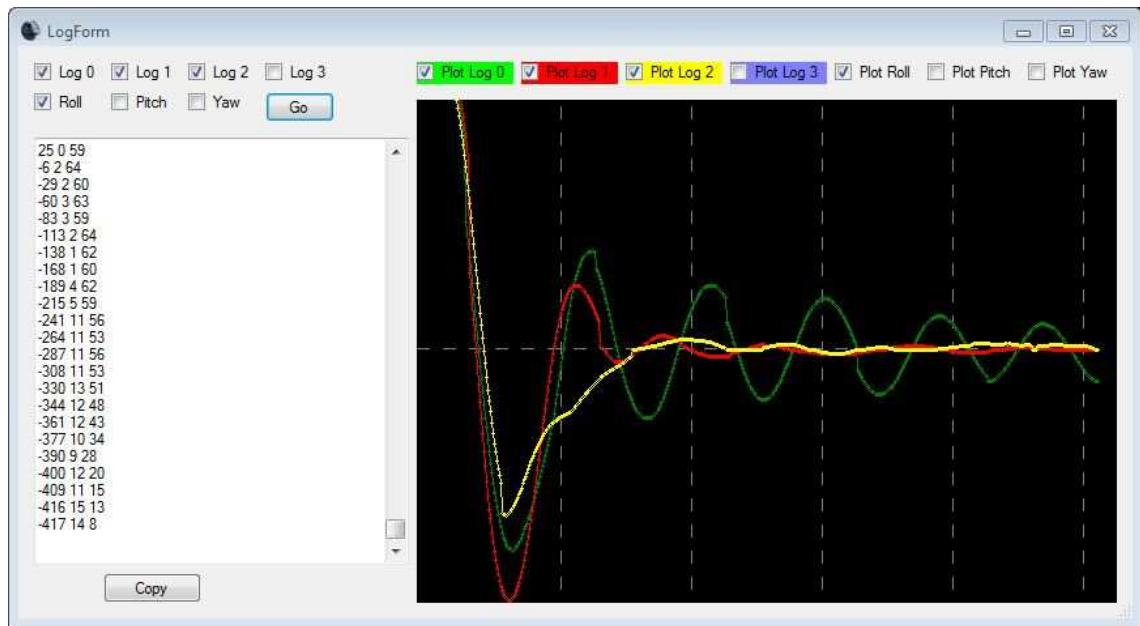 LogForm
Log 0 Log 1 Log 2 Log 3 Plot Log 0 Plot Log 1 Plot Log 2 Plot Log 3 Plot Roll Plot Pitch Plot Yaw
Roll Pitch Yaw Go
25 0 59
-6 2 64
-29 2 60
-60 3 63
-83 3 59
-113 2 64
-138 1 62
-168 1 60
-189 4 62
-215 5 59
-241 11 56
-264 11 53
-287 11 56
-308 11 53
-330 13 51
-344 12 48
-361 12 43
-377 10 34
-390 9 28
-400 12 20
-409 11 15
-416 15 13
-417 14 8
Copy